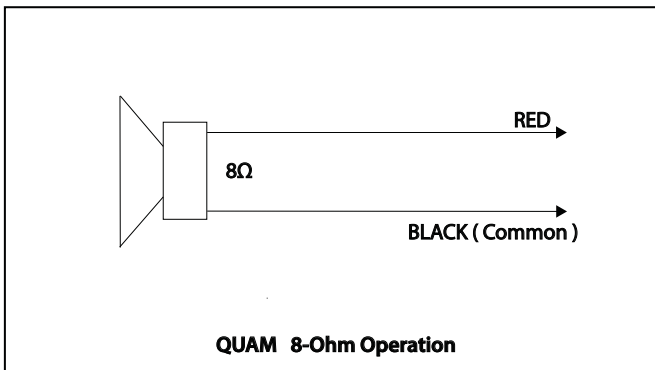 RED
8Ω
BLACK ( Common )
QUAM 8-Ohm Operation